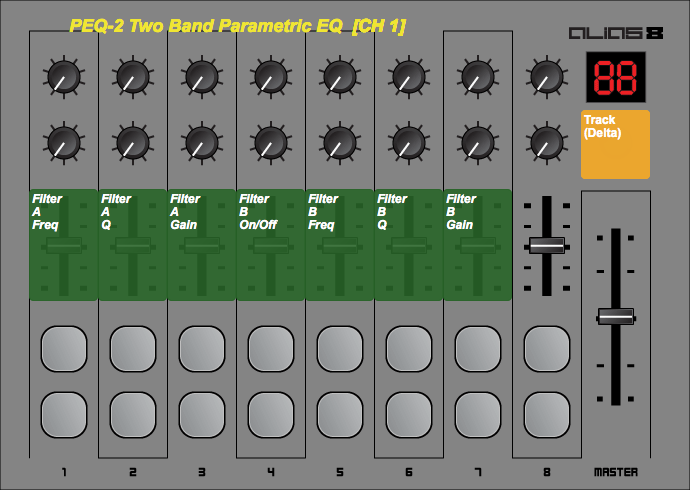 PEQ-2 Two Band Parametric EQ [CH 1]
ALIAS 8
88
Track
(Delta)
Filter
A
Freq
Filter
A
Q
Filter
A
Gain
Filter
B
On/Off
Filter
B
Freq
Filter
B
Q
Filter
B
Gain
1 2 3 4 5 6 7 8 MASTER